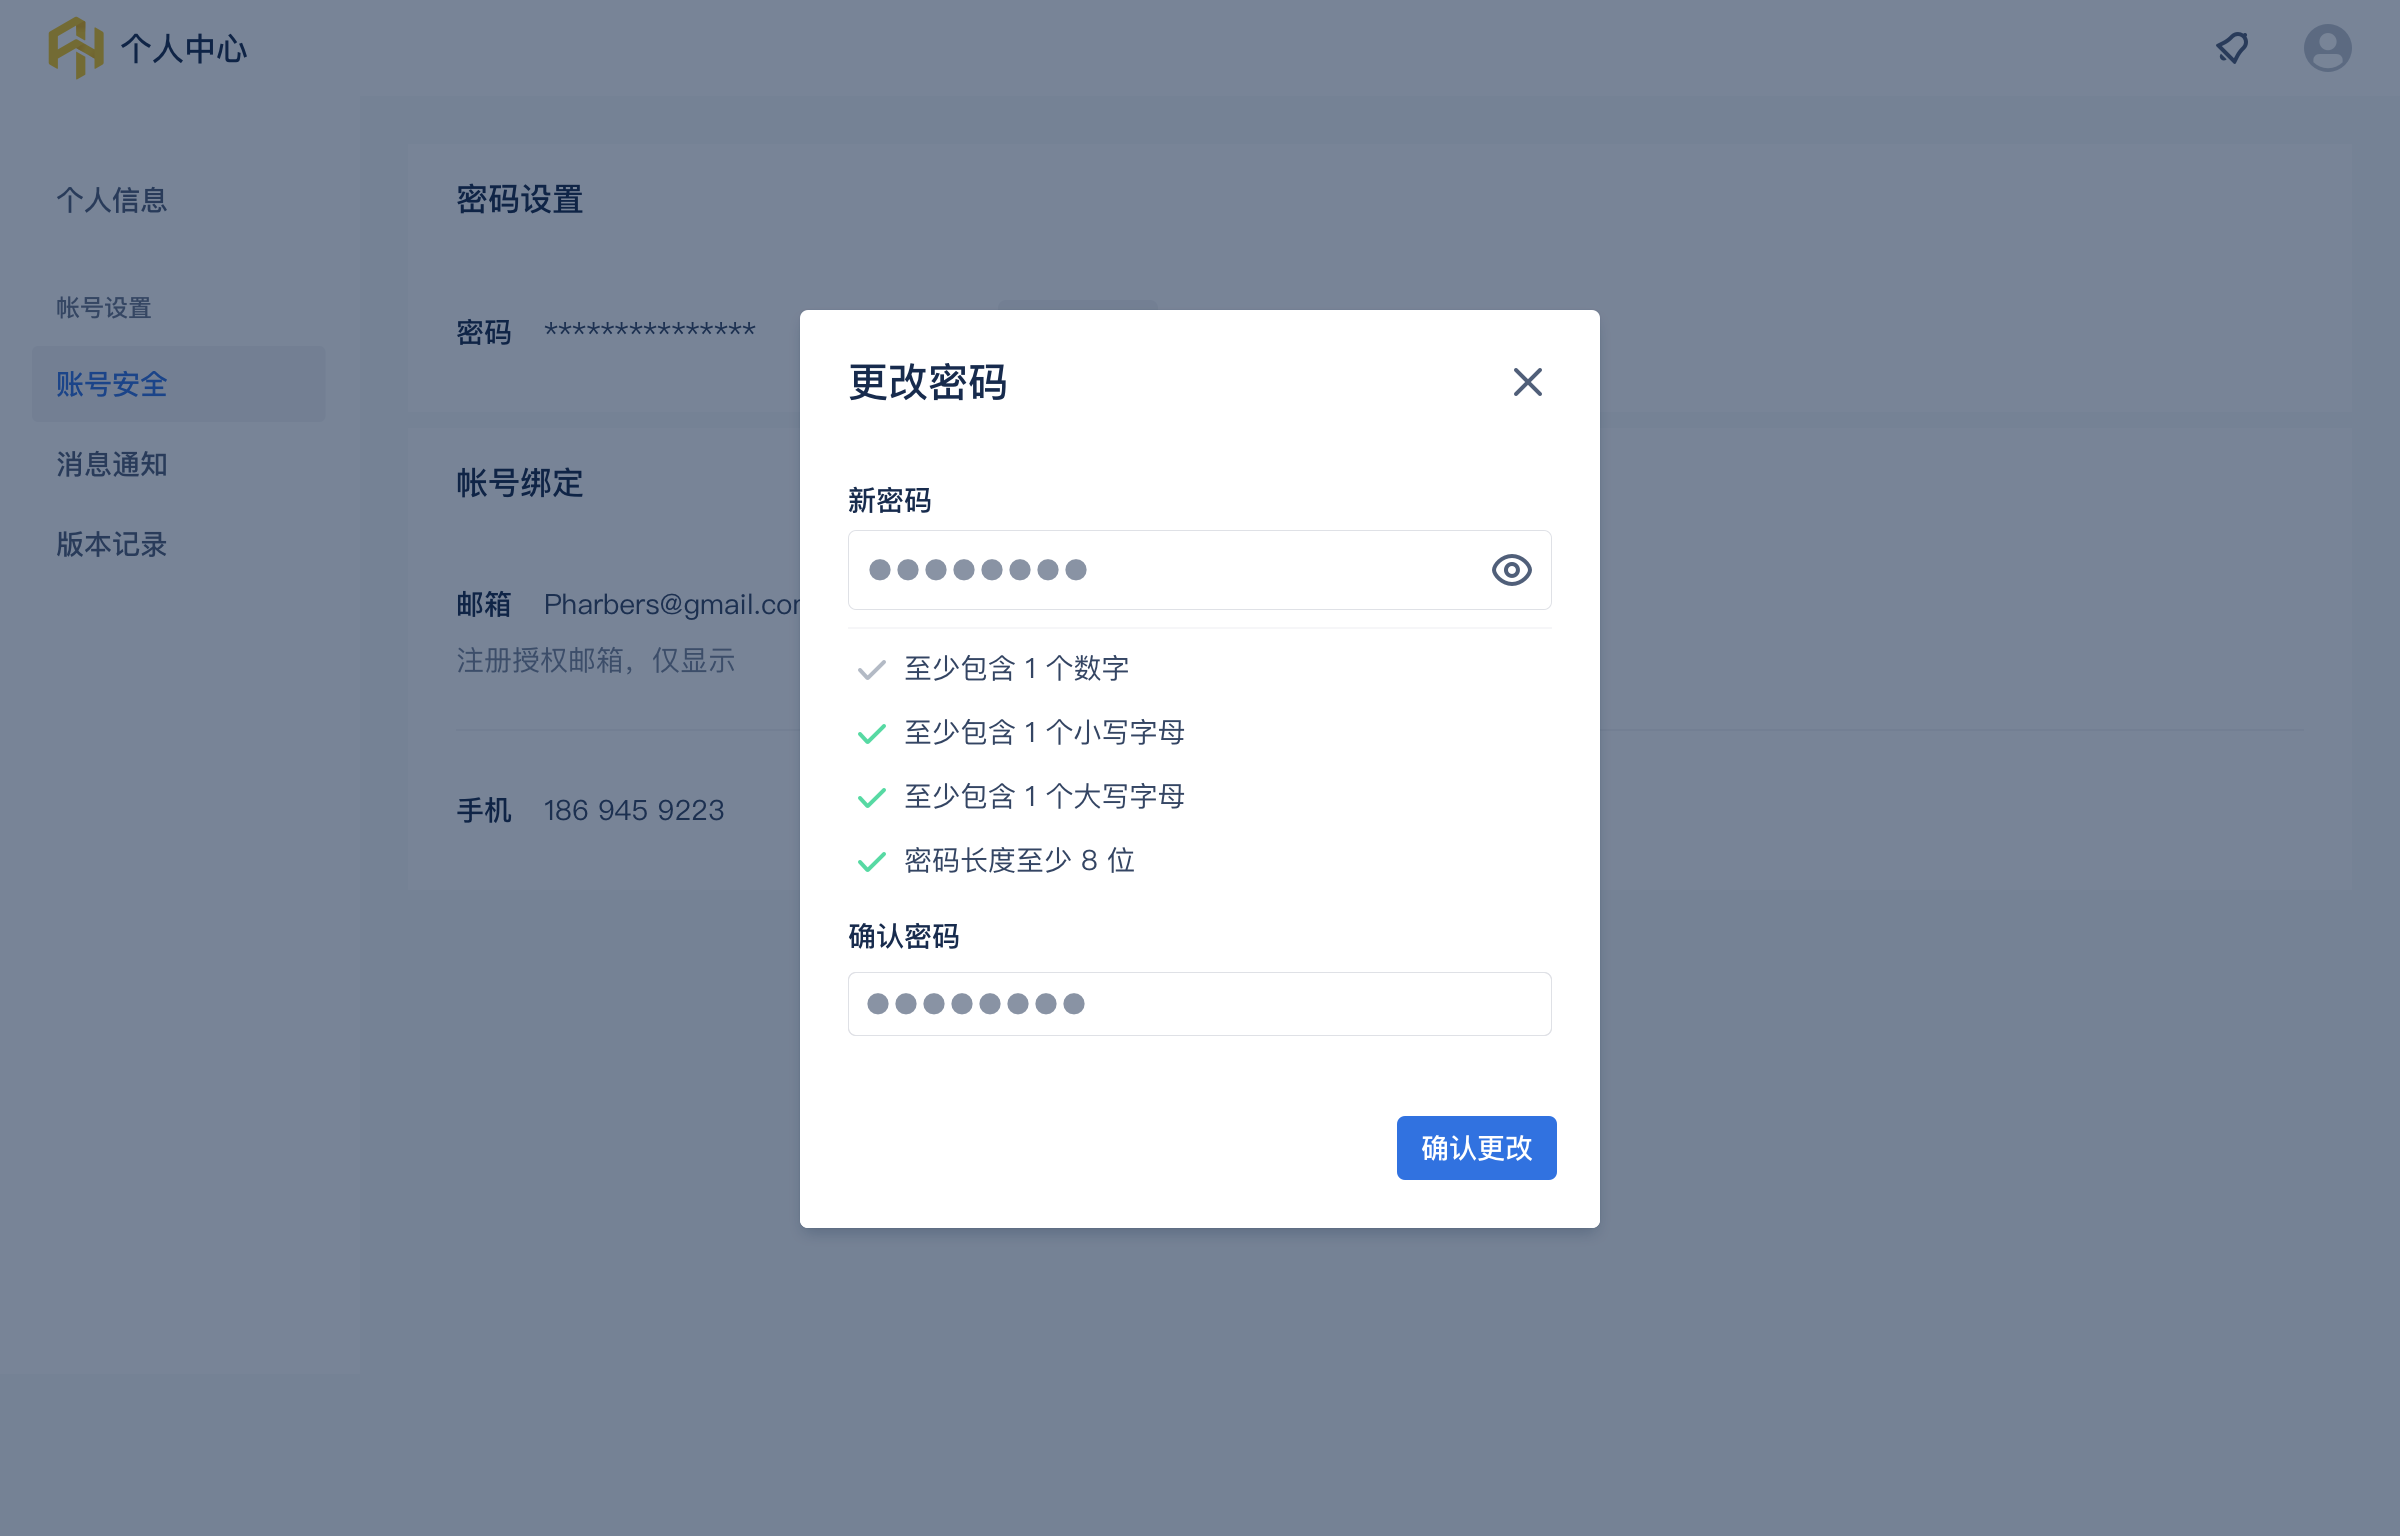 个人中心
个人信息
帐号设置
账号安全
消息通知
版本记录
密码设置
密码 ***************
帐号绑定
邮箱 Pharbers@gmail.cor
注册授权邮箱，仅显示
手机 186 945 9223
更改密码
新密码
至少包含 1 个数字
至少包含 1 个小写字母
至少包含 1 个大写字母
密码长度至少 8 位
确认密码
确认更改